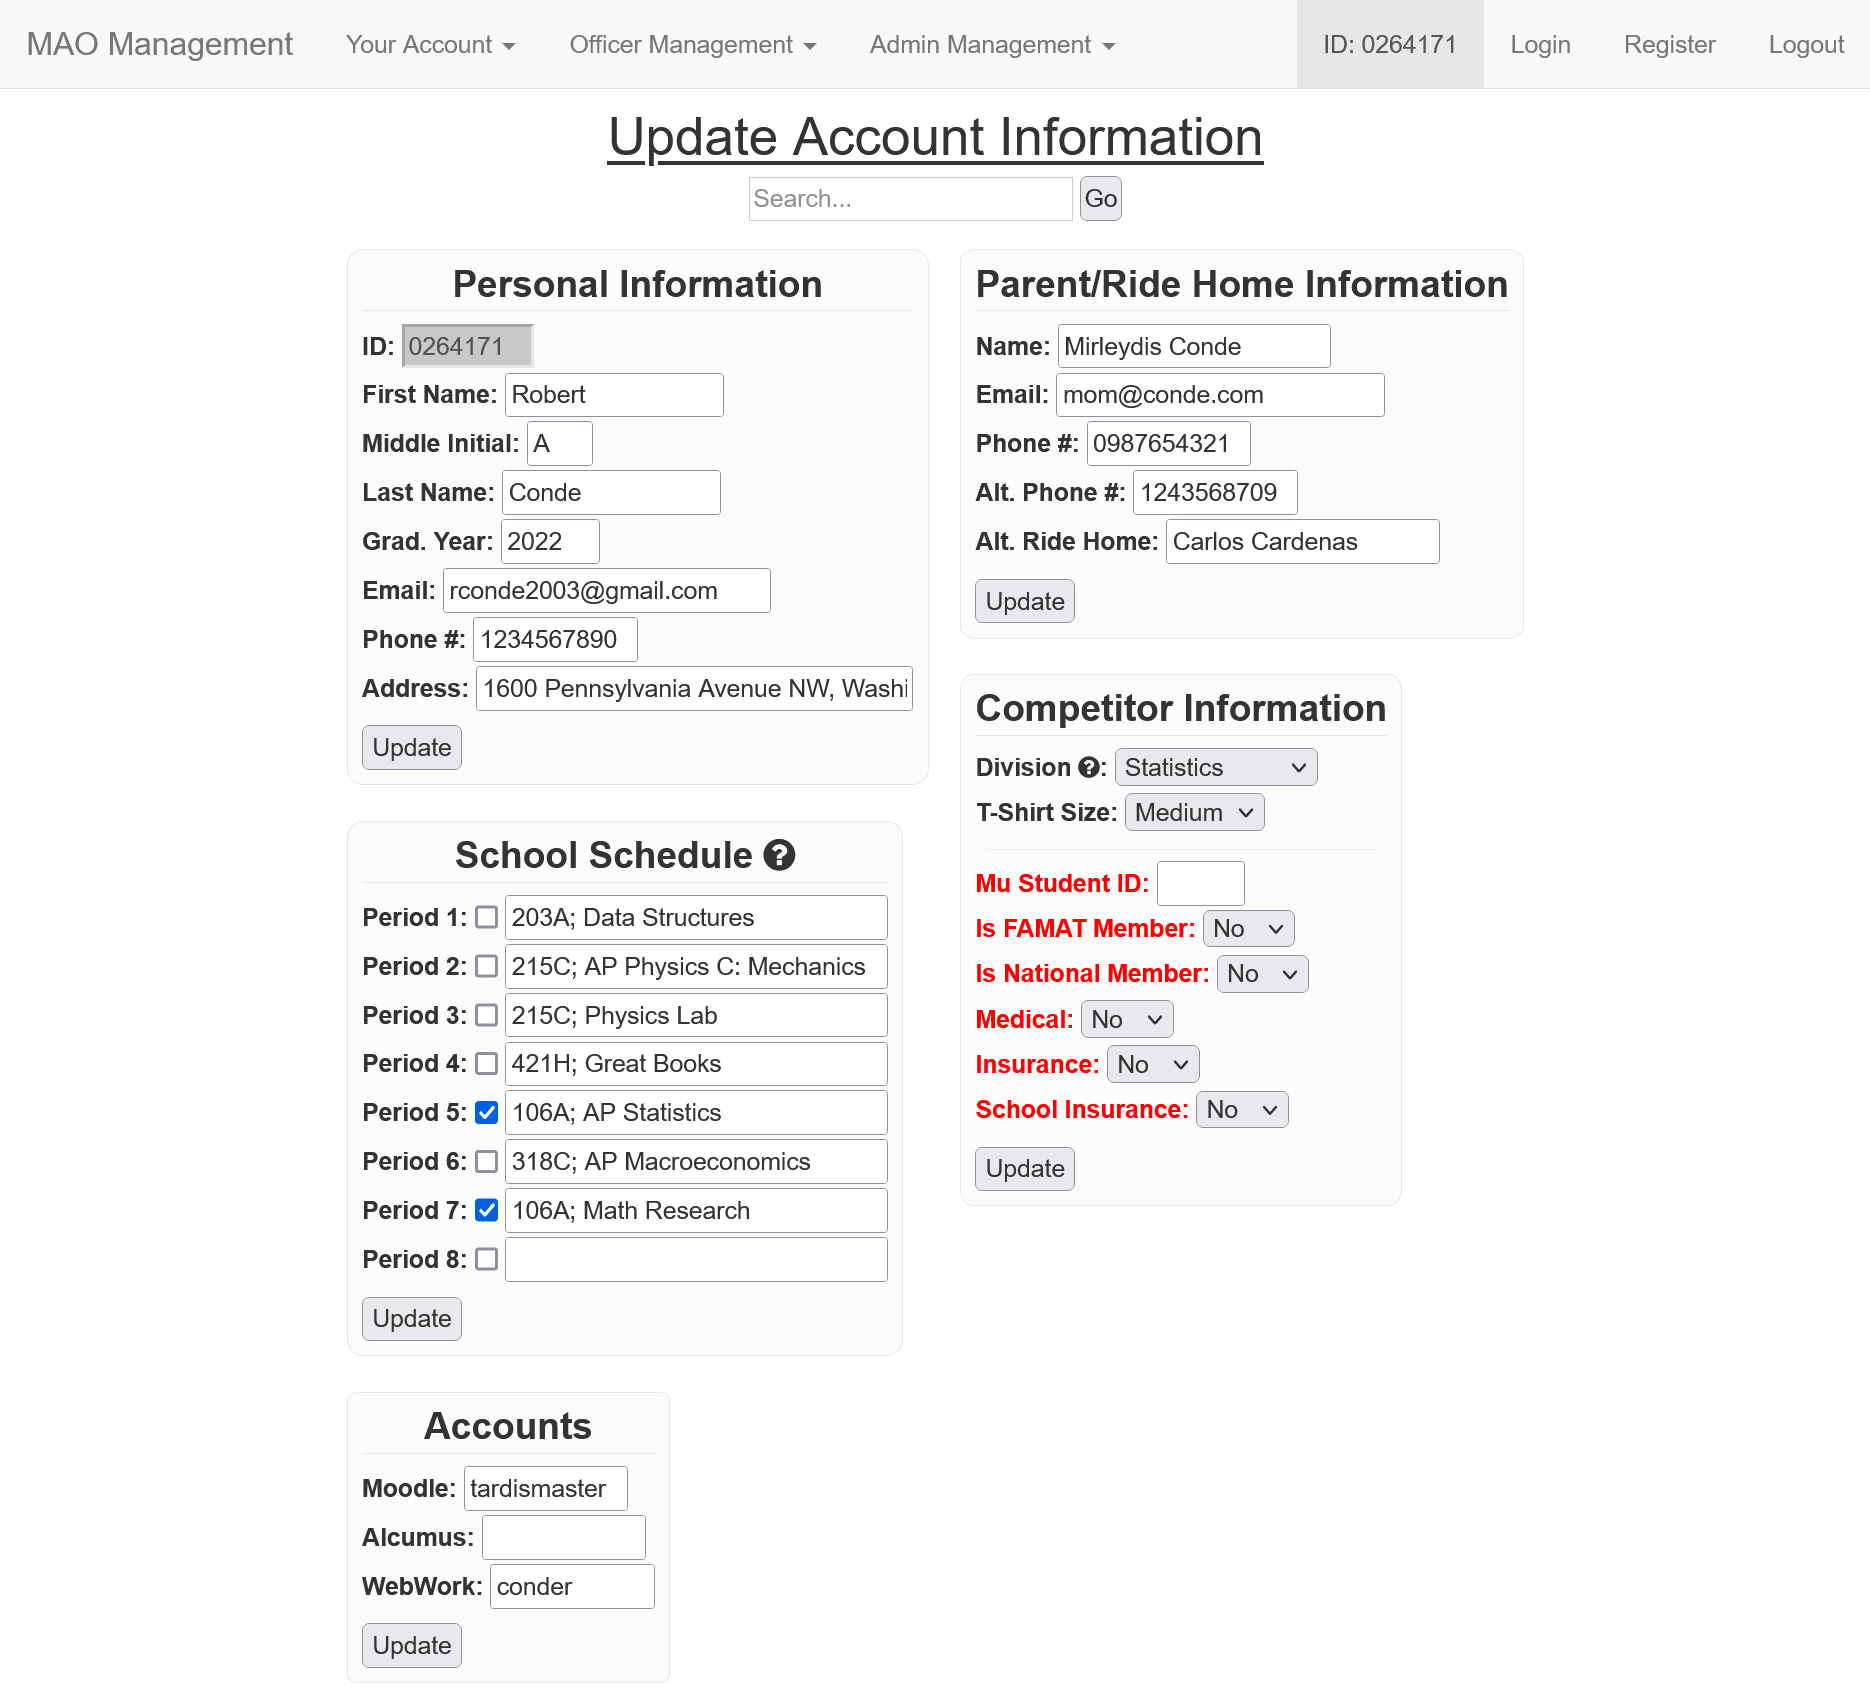 MAO Management Your Account Officer Management Admin Management ID: 0264171 Login Register Logout
Update Account Information
Search... Go
Personal Information
ID: 0264171
First Name: Robert
Middle Initial: A
Last Name: Conde
Grad. Year: 2022
Email: rconde2003@gmail.com
Phone #: 1234567890
Address: 1600 Pennsylvania Avenue NW, Washi
Update
School Schedule ?
Period 1: 203A; Data Structures
Period 2: 215C; AP Physics C: Mechanics
Period 3: 215C; Physics Lab
Period 4: 421H; Great Books
Period 5: 106A; AP Statistics
Period 6: 318C; AP Macroeconomics
Period 7: 106A; Math Research
Period 8:
Update
Accounts
Moodle: tardismaster
Alcumus:
WebWork: conder
Update
Parent/Ride Home Information
Name: Mirleydis Conde
Email: mom@conde.com
Phone #: 0987654321
Alt. Phone #: 1243568709
Alt. Ride Home: Carlos Cardenas
Update
Competitor Information
Division ?: Statistics
T-Shirt Size: Medium
Mu Student ID:
Is FAMAT Member: No
Is National Member: No
Medical: No
Insurance: No
School Insurance: No
Update